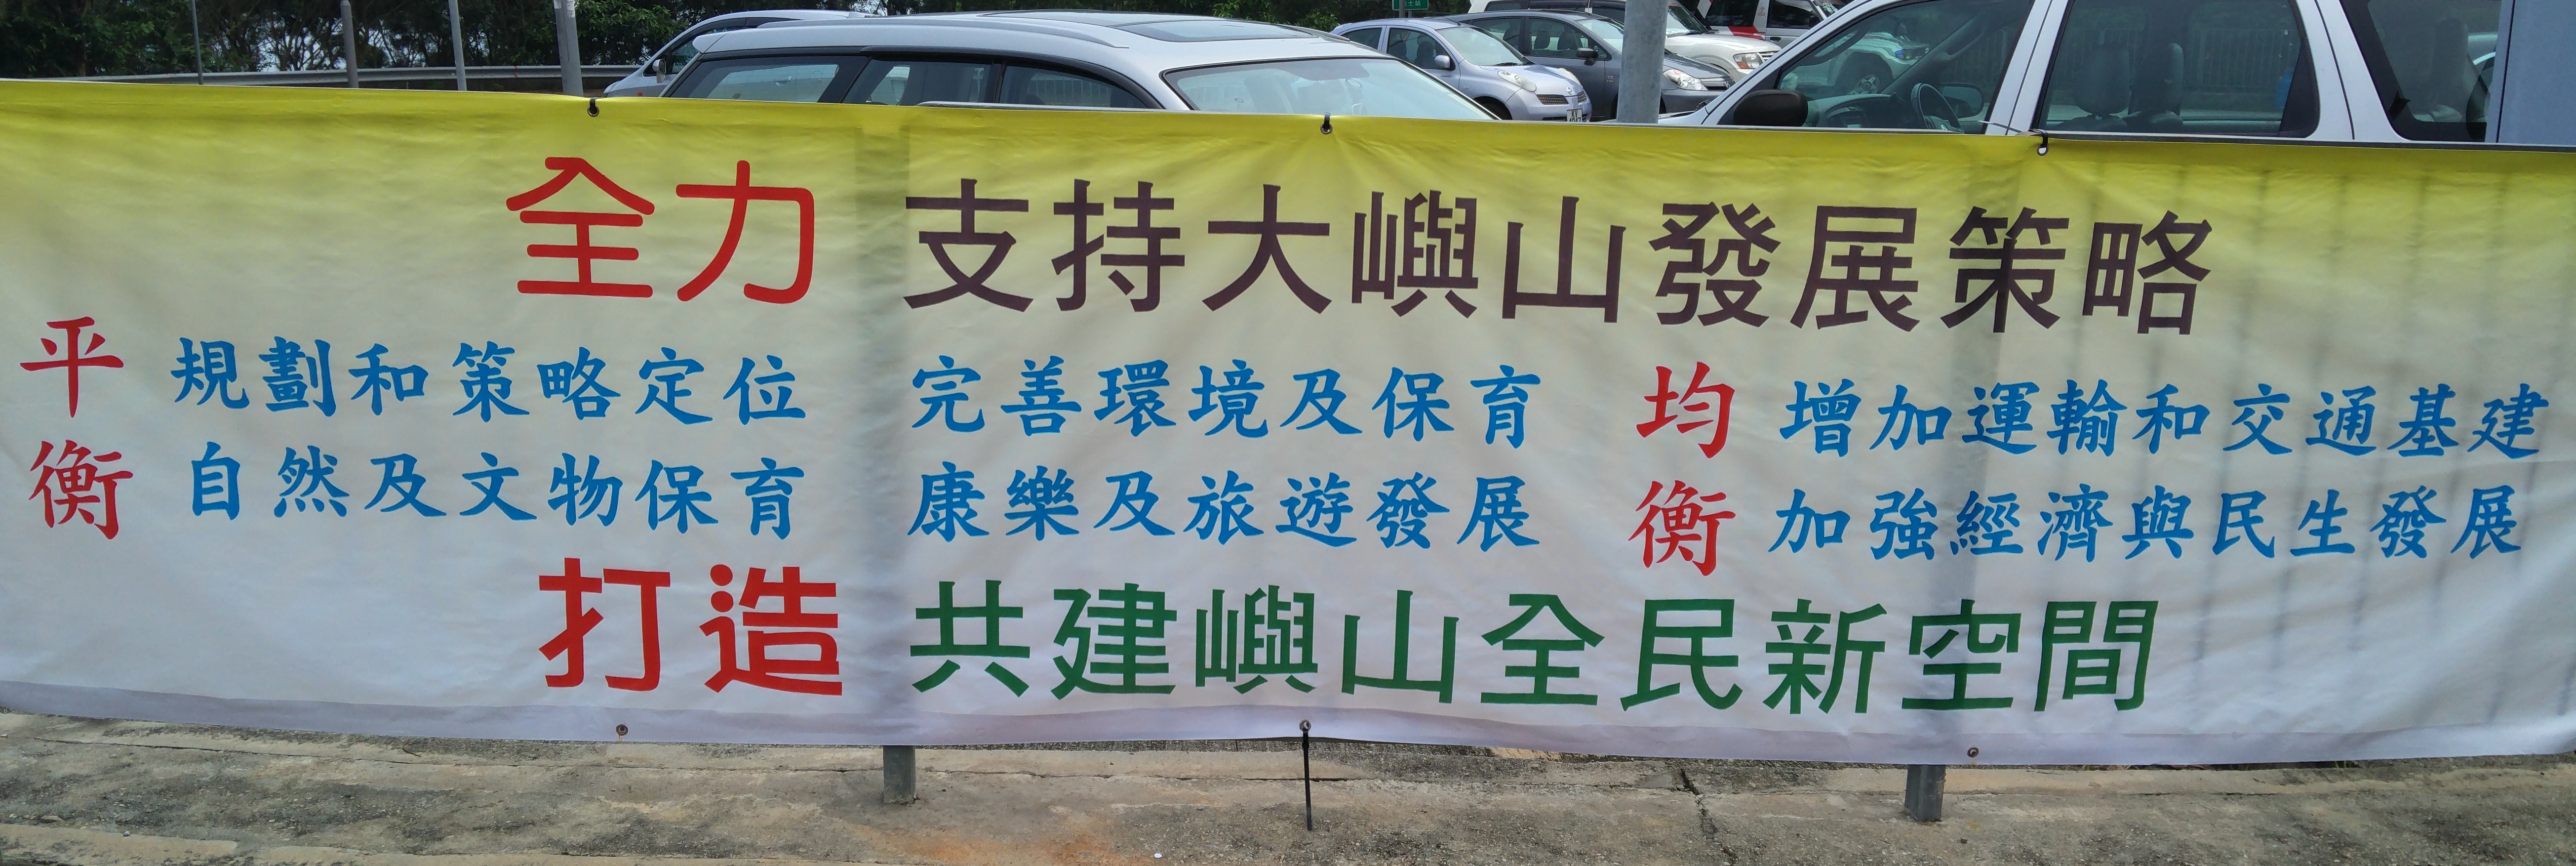 全力 支持大嶼山發展策略
平衡 規劃和策略定位 完善環境及保育 均衡 增加運輸和交通基建
自然及文物保育 康樂及旅遊發展 加強經濟與民生發展
打造 共建嶼山全民新空間